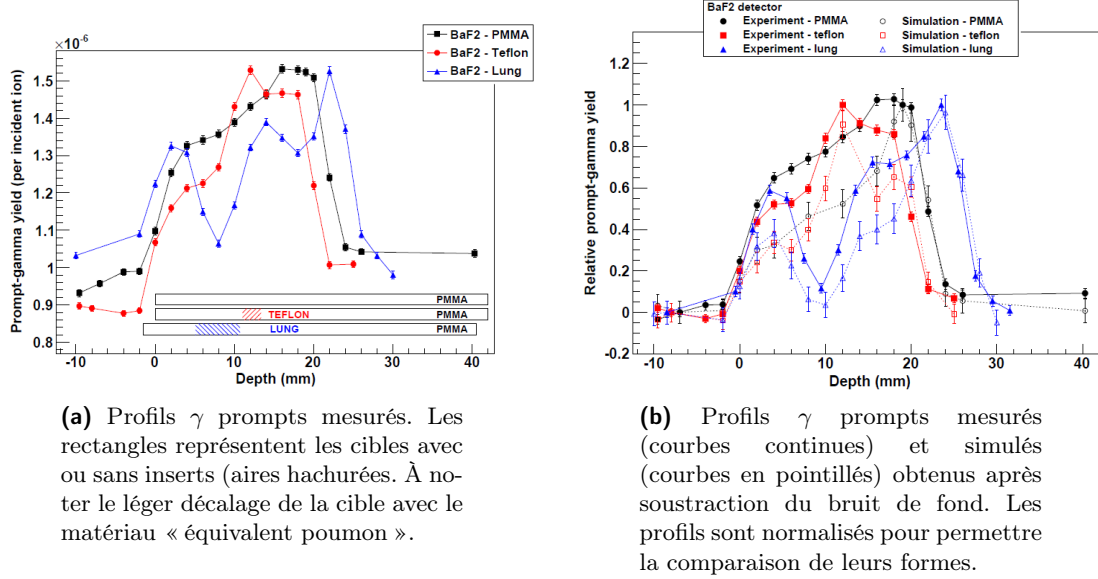 ×10⁻⁶
BaF2 - PMMA
BaF2 - Teflon
BaF2 - Lung
Prompt-gamma yield (per incident ion)
1.5
1.4
1.3
1.2
1.1
1
0.9
0.8
PMMA
TEFLON PMMA
LUNG PMMA
-10 0 10 20 30 40
Depth (mm)
BaF2 detector
Experiment - PMMA Simulation - PMMA
Experiment - teflon Simulation - teflon
Experiment - lung Simulation - lung
Relative prompt-gamma yield
1.2
1
0.8
0.6
0.4
0.2
0
-0.2
-10 0 10 20 30 40
Depth (mm)
(a) Profils γ prompts mesurés. Les
rectangles représentent les cibles avec
ou sans inserts (aires hachurées. À no-
ter le léger décalage de la cible avec le
matériau « équivalent poumon ».
(b) Profils γ prompts mesurés
(courbes continues) et simulés
(courbes en pointillés) obtenus après
soustraction du bruit de fond. Les
profils sont normalisés pour permettre
la comparaison de leurs formes.